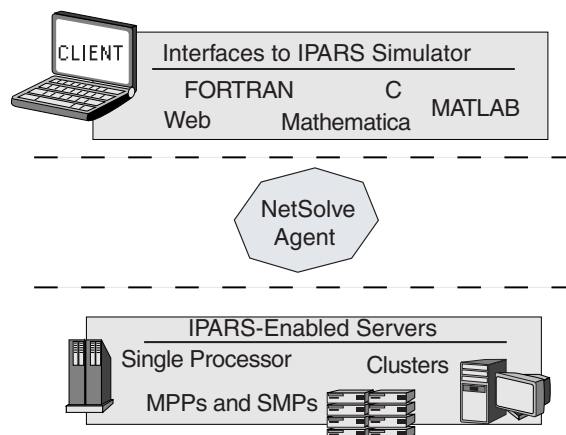 CLIENT
Interfaces to IPARS Simulator
FORTRAN C
MATLAB
Web Mathematica
NetSolve
Agent
IPARS-Enabled Servers
Single Processor
Clusters
MPPs and SMPs